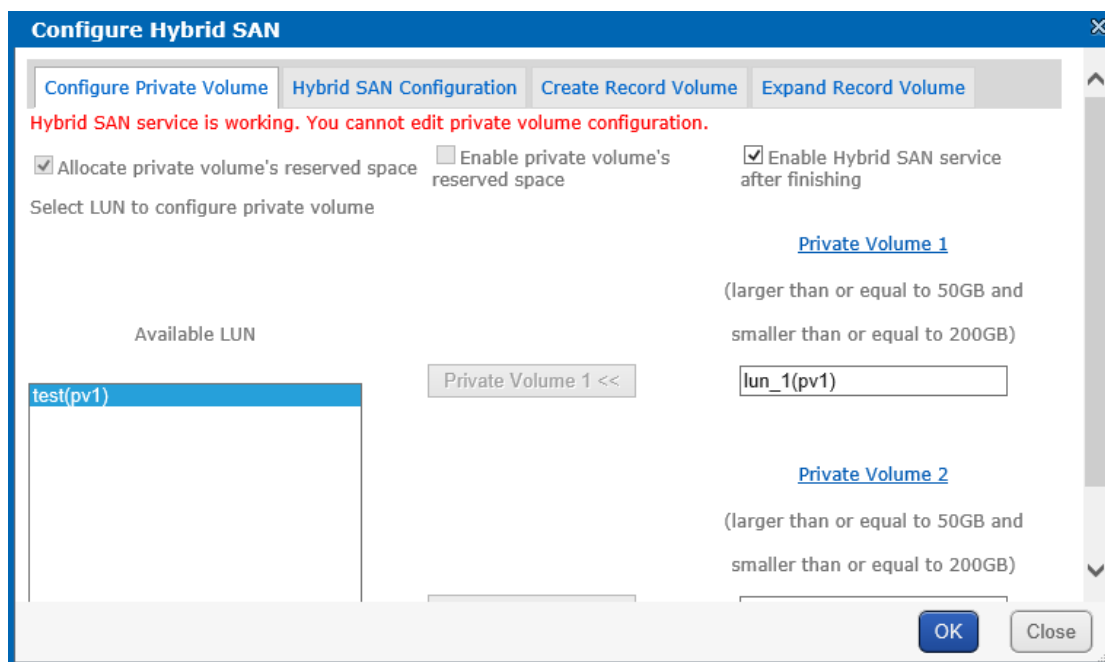 Configure Hybrid SAN
Configure Private Volume
Hybrid SAN Configuration
Create Record Volume
Expand Record Volume
Hybrid SAN service is working. You cannot edit private volume configuration.
Allocate private volume's reserved space
Enable private volume's
reserved space
Enable Hybrid SAN service
after finishing
Select LUN to configure private volume
Private Volume 1
(larger than or equal to 50GB and
smaller than or equal to 200GB)
Available LUN
Private Volume 1 <<
lun_1(pv1)
test(pv1)
Private Volume 2
(larger than or equal to 50GB and
smaller than or equal to 200GB)
OK
Close